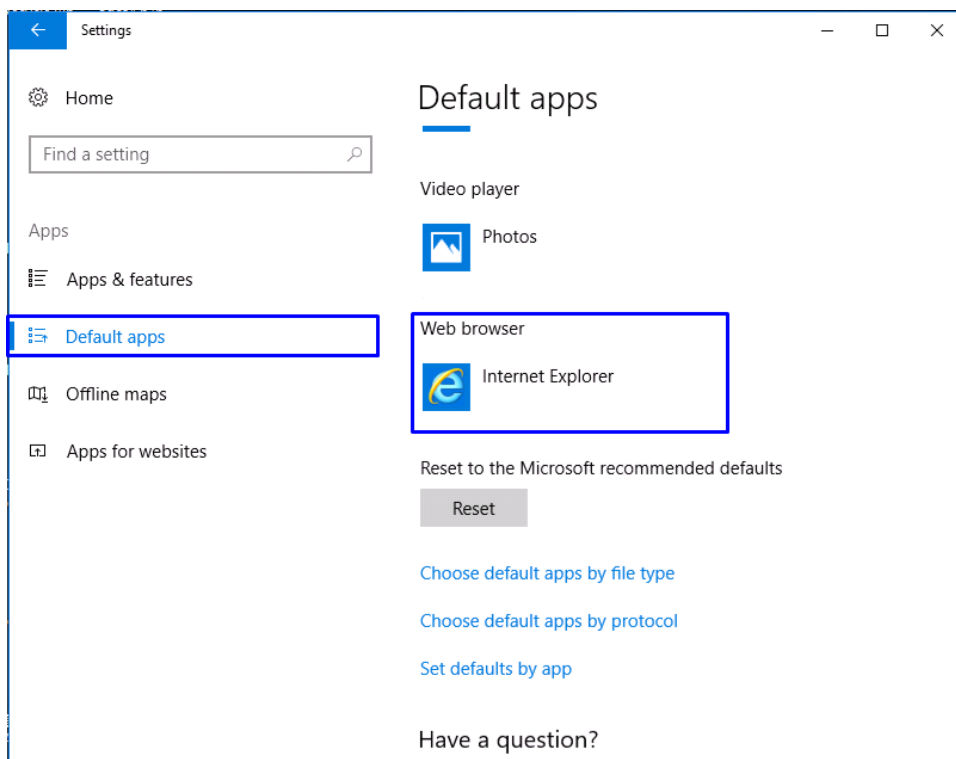 Settings
Home
Find a setting
Apps
Apps & features
Default apps
Offline maps
Apps for websites
Default apps
Video player
Photos
Web browser
Internet Explorer
Reset to the Microsoft recommended defaults
Reset
Choose default apps by file type
Choose default apps by protocol
Set defaults by app
Have a question?